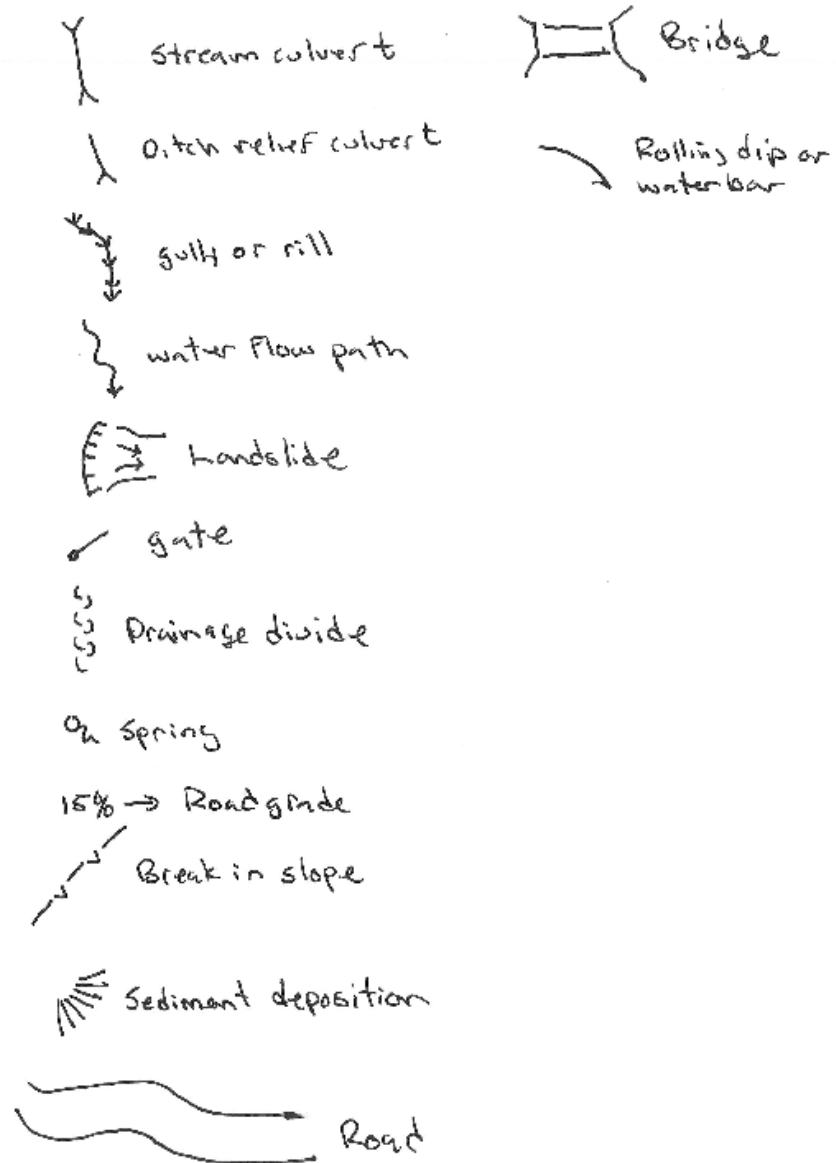 Stream culvert
Ditch relief culvert
gully or rill
water flow path
Landslide
gate
Drainage divide
Spring
15% → Road grade
Break in slope
Sediment deposition
Road
Bridge
Rolling dip or
waterbar